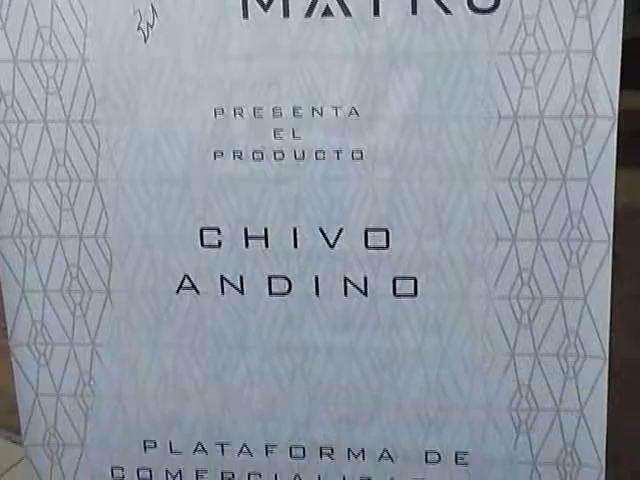 PRESENTA
EL
PRODUCTO
CHIVO
ANDINO
PLATAFORMA DE